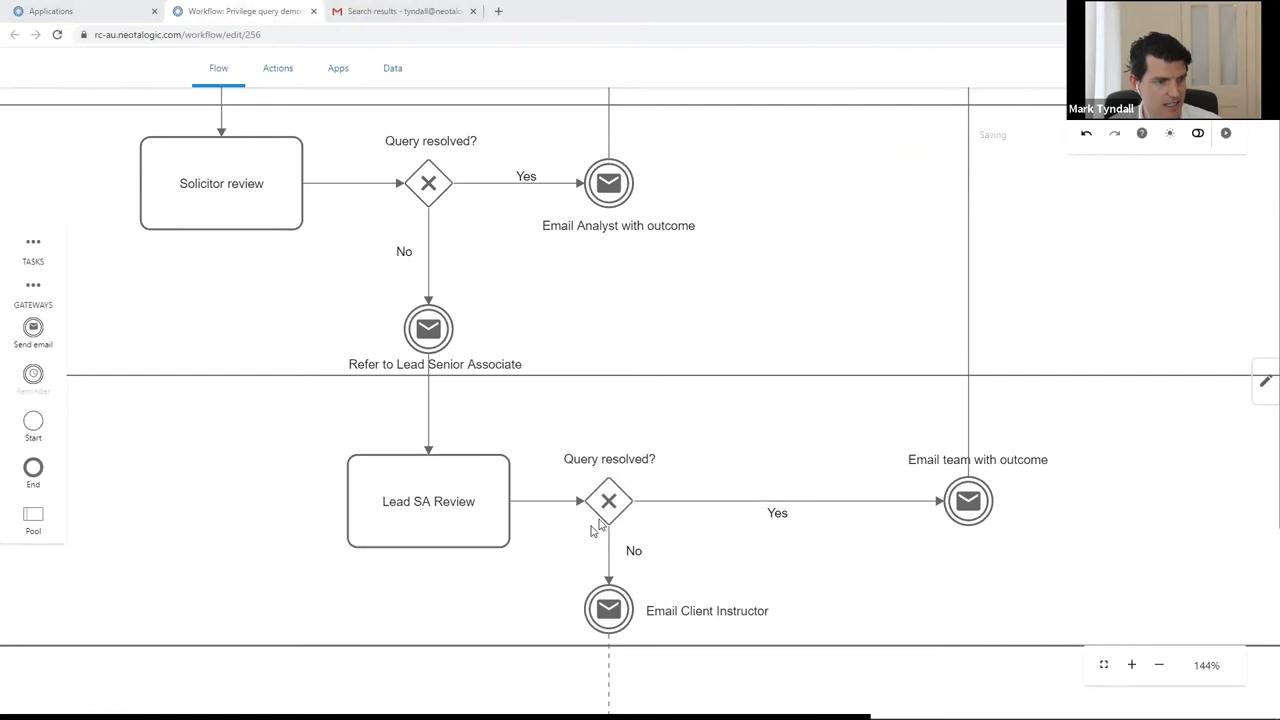 Applications
Workflow: Privilege query demo
Search results - tyndall@neotalo
rc-au.neotalogic.com/workflow/edit/256
Flow
Actions
Apps
Data
Mark Tyndall
Saving
Query resolved?
Solicitor review
Yes
Email Analyst with outcome
No
TASKS
GATEWAYS
Send email
Reminder
Start
End
Pool
Refer to Lead Senior Associate
Query resolved?
Email team with outcome
Lead SA Review
Yes
No
Email Client Instructor
144%